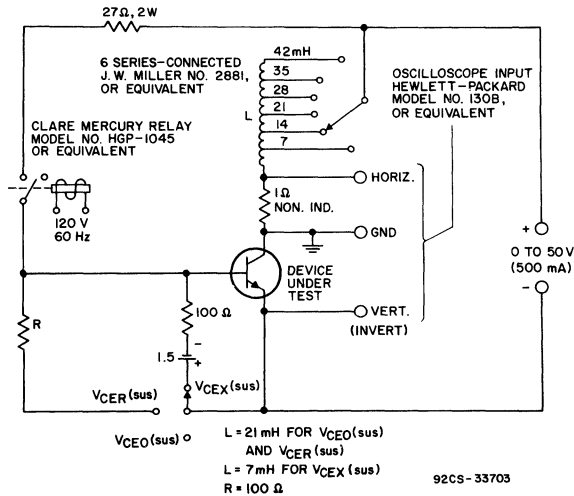 27Ω, 2W
6 SERIES-CONNECTED
J. W. MILLER NO. 2881,
OR EQUIVALENT
42mH
35
28
21
14
7
L
OSCILLOSCOPE INPUT
HEWLETT-PACKARD
MODEL NO. 130B,
OR EQUIVALENT
CLARE MERCURY RELAY
MODEL NO. HGP-1045
OR EQUIVALENT
120 V
60 Hz
HORIZ.
1Ω
NON. IND.
GND
+
0 TO 50V
(500 mA)
-
DEVICE
UNDER
TEST
VERT.
(INVERT)
R
100 Ω
-
1.5
+
VCER(sus)
VCEX(sus)
VCEO(sus)
L = 21 mH FOR VCEO(sus)
AND VCER(sus)
L = 7mH FOR VCEX(sus)
R = 100 Ω
92CS-33703